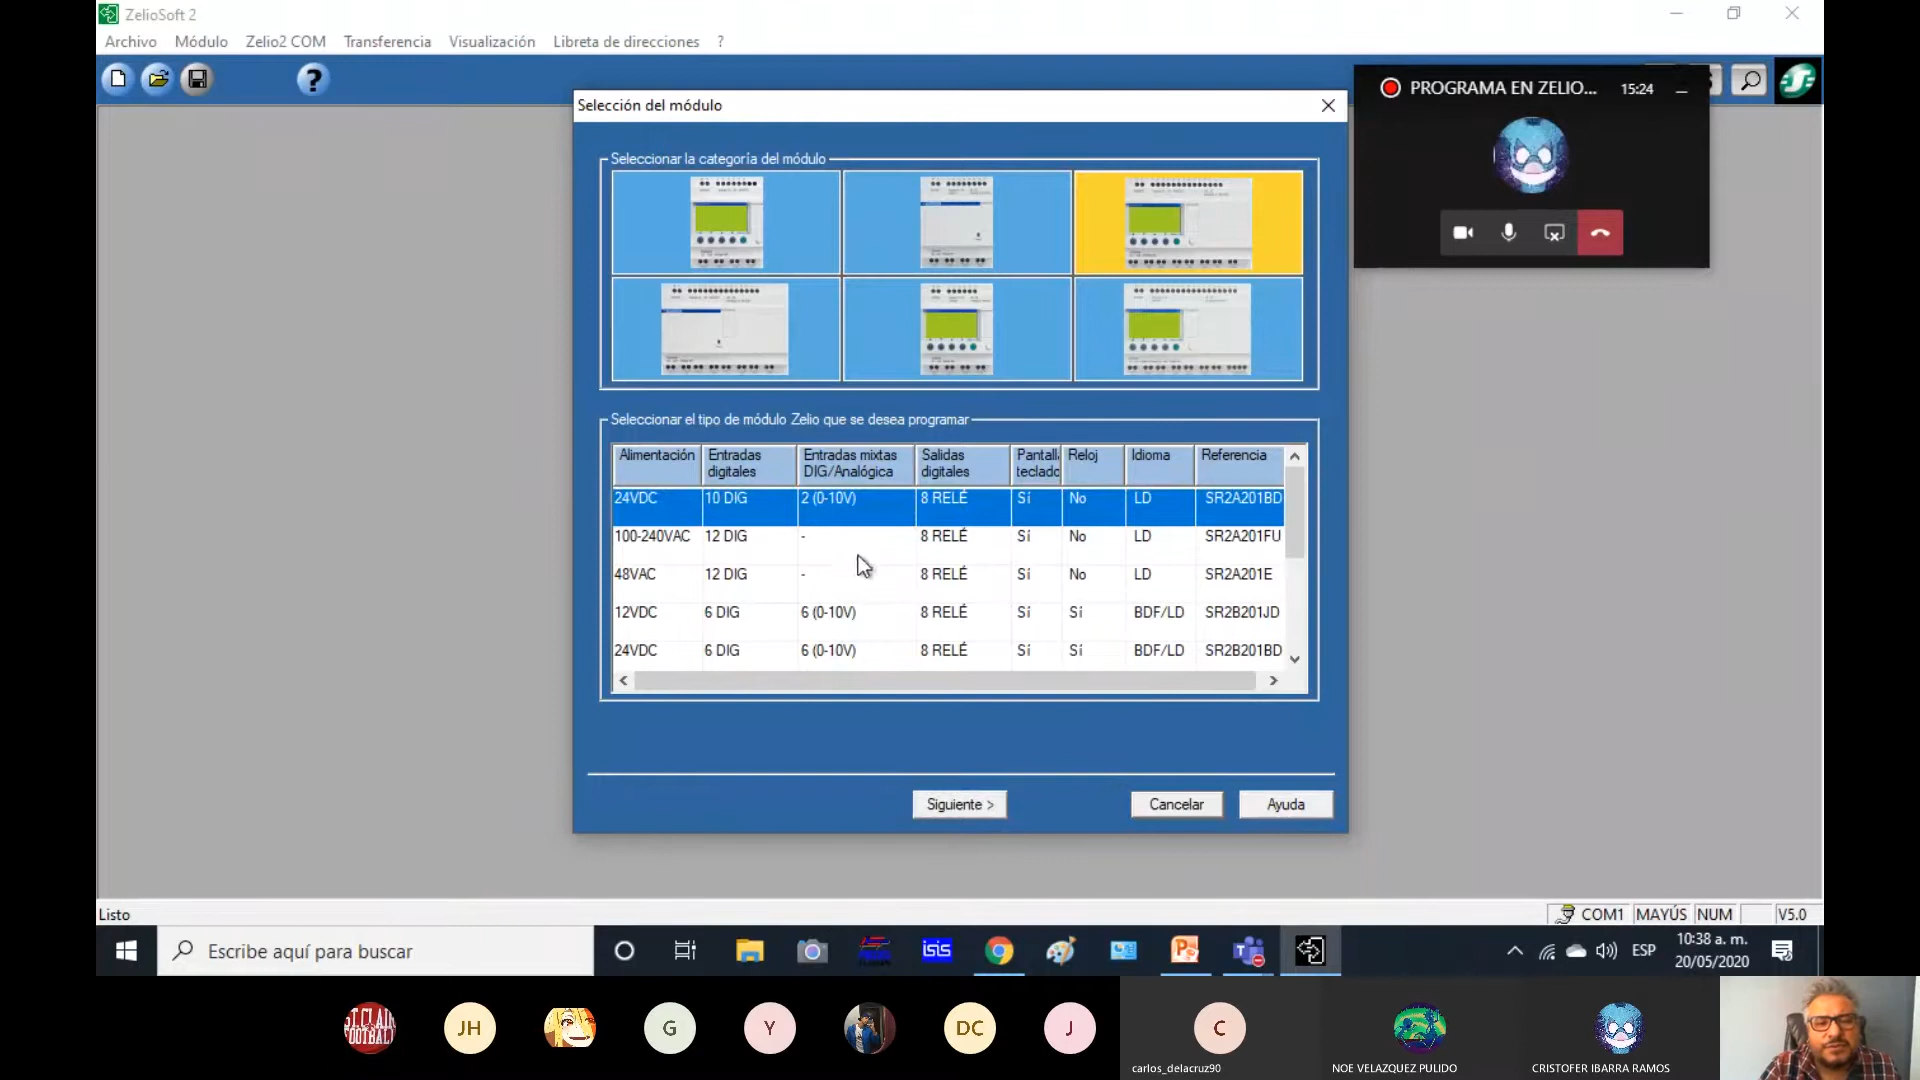 ZelioSoft 2
Archivo Módulo Zelio2 COM Transferencia Visualización Libreta de direcciones ?
Selección del módulo
PROGRAMA EN ZELIO... 15:24
Seleccionar la categoría del módulo
Seleccionar el tipo de módulo Zelio que se desea programar
Alimentación Entradas digitales Entradas mixtas DIG/Analógica Salidas digitales Pantall teclado Reloj Idioma Referencia
24VDC 10 DIG 2 (0-10V) 8 RELÉ Sí No LD SR2A201BD
100-240VAC 12 DIG - 8 RELÉ Sí No LD SR2A201FU
48VAC 12 DIG - 8 RELÉ Sí No LD SR2A201E
12VDC 6 DIG 6 (0-10V) 8 RELÉ Sí Sí BDF/LD SR2B201JD
24VDC 6 DIG 6 (0-10V) 8 RELÉ Sí Sí BDF/LD SR2B201BD
Siguiente > Cancelar Ayuda
Listo COM1 MAYÚS NUM V5.0
Escribe aquí para buscar isis ESP 10:38 a. m.
20/05/2020
JH G Y DC J C
carlos_delacruz90 NOE VELAZQUEZ PULIDO CRISTOFER IBARRA RAMOS